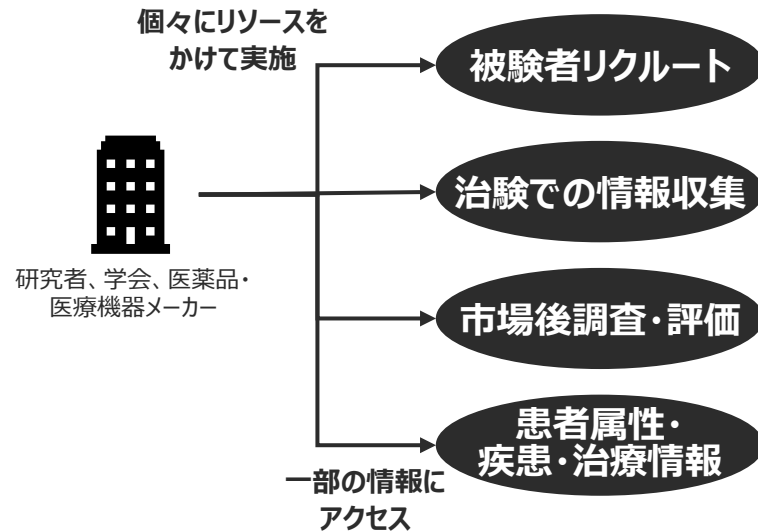 個々にリソースを
かけて実施
被験者リクルート
治験での情報収集
研究者、学会、医薬品・
医療機器メーカー
市場後調査・評価
患者属性・
疾患・治療情報
一部の情報に
アクセス